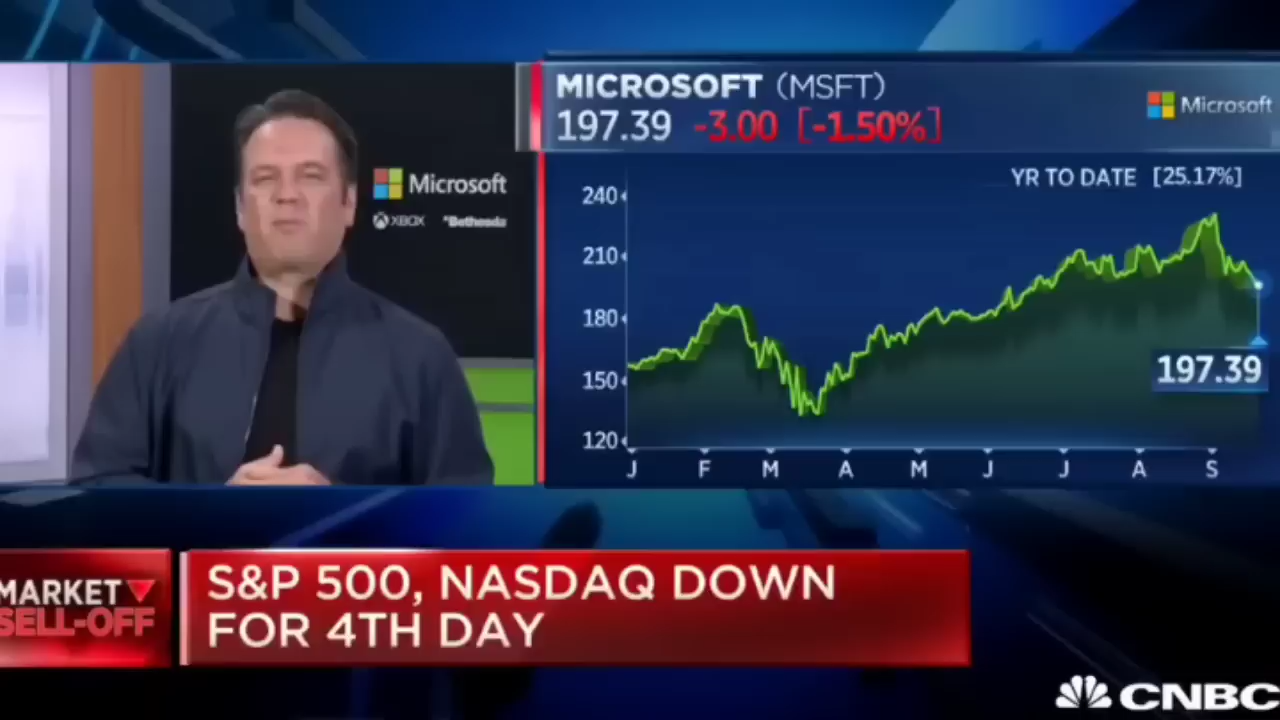 MICROSOFT (MSFT)
197.39 -3.00 [-1.50%]
Microsoft
Microsoft
XBOX Bethesda
YR TO DATE [25.17%]
240
210
180
150
120
197.39
J F M A M J J A S
MARKET
SELL-OFF
S&P 500, NASDAQ DOWN
FOR 4TH DAY
CNBC